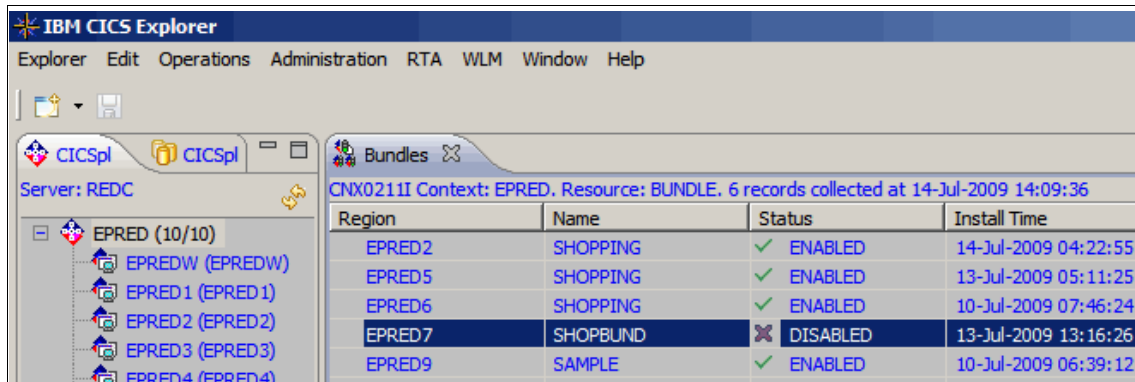 IBM CICS Explorer
Explorer Edit Operations Administration RTA WLM Window Help
CICSpl CICSpl Bundles
Server: REDC
CNX0211I Context: EPRED. Resource: BUNDLE. 6 records collected at 14-Jul-2009 14:09:36
Region Name Status Install Time
EPRED (10/10)
EPREDW (EPREDW)
EPRED1 (EPRED1)
EPRED2 (EPRED2)
EPRED3 (EPRED3)
EPRED4 (EPRED4)
EPRED2 SHOPPING ENABLED 14-Jul-2009 04:22:55
EPRED5 SHOPPING ENABLED 13-Jul-2009 05:11:25
EPRED6 SHOPPING ENABLED 10-Jul-2009 07:46:24
EPRED7 SHOPBUND DISABLED 13-Jul-2009 13:16:26
EPRED9 SAMPLE ENABLED 10-Jul-2009 06:39:12